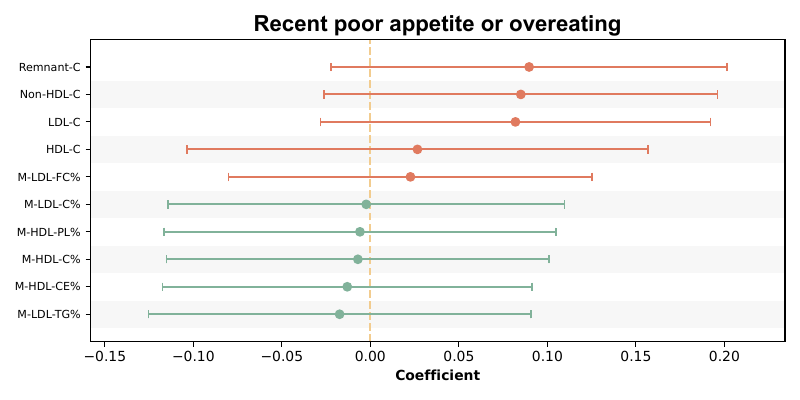 Recent poor appetite or overeating
Remnant-C
Non-HDL-C
LDL-C
HDL-C
M-LDL-FC%
M-LDL-C%
M-HDL-PL%
M-HDL-C%
M-HDL-CE%
M-LDL-TG%
−0.15 −0.10 −0.05 0.00 0.05 0.10 0.15 0.20
Coefficient